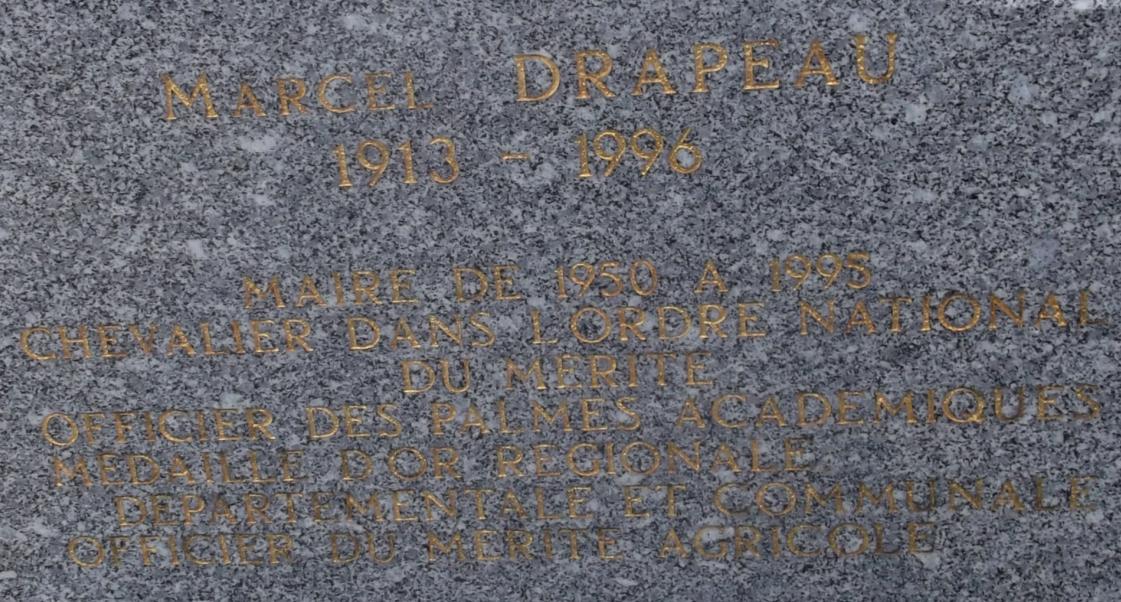 MARCEL DRAPEAU
1913 - 1996
MAIRE DE 1950 A 1995
CHEVALIER DANS L'ORDRE NATIONAL
DU MERITE
OFFICIER DES PALMES ACADEMIQUES
MEDAILLE D'OR REGIONALE
DEPARTEMENTALE ET COMMUNALE
OFFICIER DU MERITE AGRICOLE